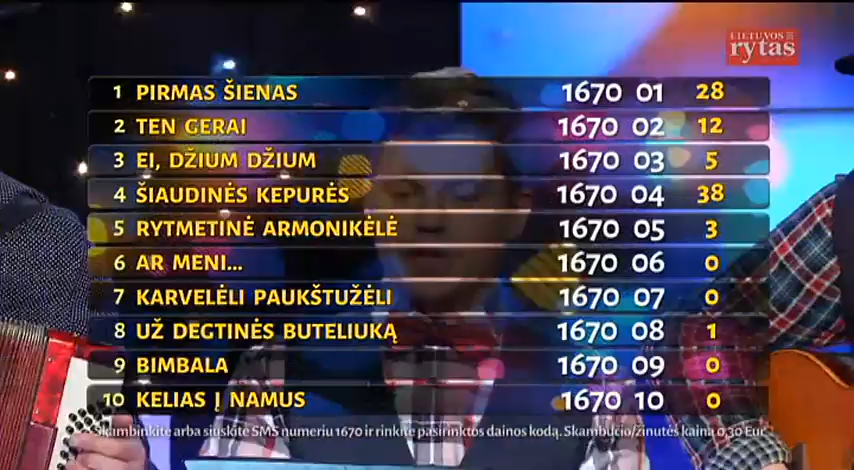 LIETUVOS
rytas
1 PIRMAS ŠIENAS 1670 01 28
2 TEN GERAI 1670 02 12
3 EI, DŽIUM DŽIUM 1670 03 5
4 ŠIAUDINĖS KEPURĖS 1670 04 38
5 RYTMETINĖ ARMONIKĖLĖ 1670 05 3
6 AR MENI... 1670 06 0
7 KARVELĖLI PAUKŠTUŽĖLI 1670 07 0
8 UŽ DEGTINĖS BUTELIUKĄ 1670 08 1
9 BIMBALA 1670 09 0
10 KELIAS Į NAMUS 1670 10 0
Skambinkite arba siųskite SMS numeriu 1670 ir rinkite pasirinktos dainos kodą. Skambučio/žinutės kaina 0,30 Eur